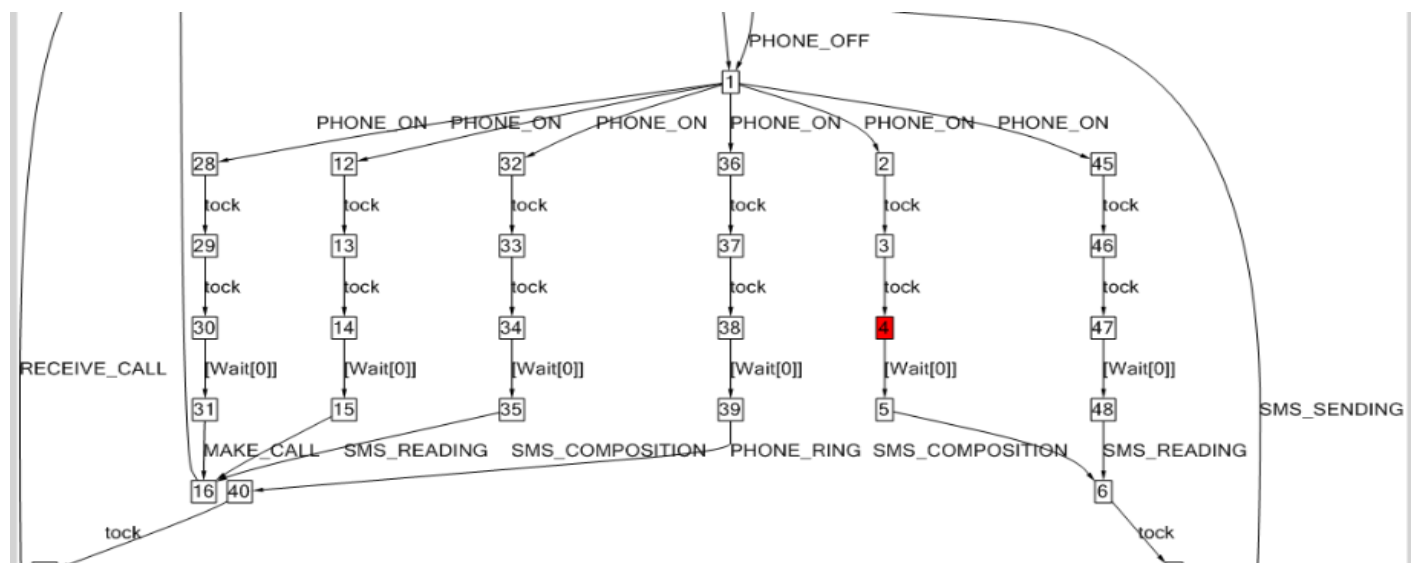 PHONE_OFF
1
PHONE_ON PHONE_ON PHONE_ON PHONE_ON PHONE_ON PHONE_ON
28 12 32 36 2 45
tock tock tock tock tock tock
29 13 33 37 3 46
tock tock tock tock tock tock
30 14 34 38 4 47
RECEIVE_CALL [Wait[0]] [Wait[0]] [Wait[0]] [Wait[0]] [Wait[0]] [Wait[0]]
31 15 35 39 5 48 SMS_SENDING
MAKE_CALL SMS_READING SMS_COMPOSITION PHONE_RING SMS_COMPOSITION SMS_READING
16 40 6
tock tock